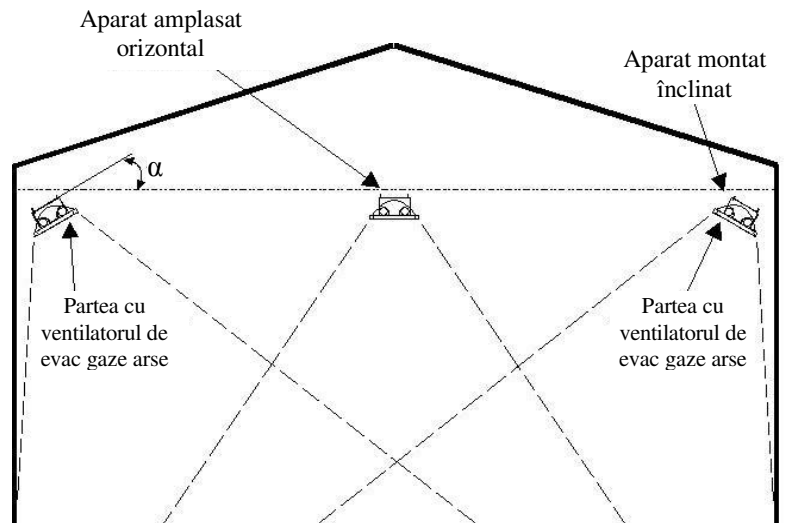 Aparat amplasat
orizontal
Aparat montat
înclinat
α
Partea cu
ventilatorul de
evac gaze arse
Partea cu
ventilatorul de
evac gaze arse